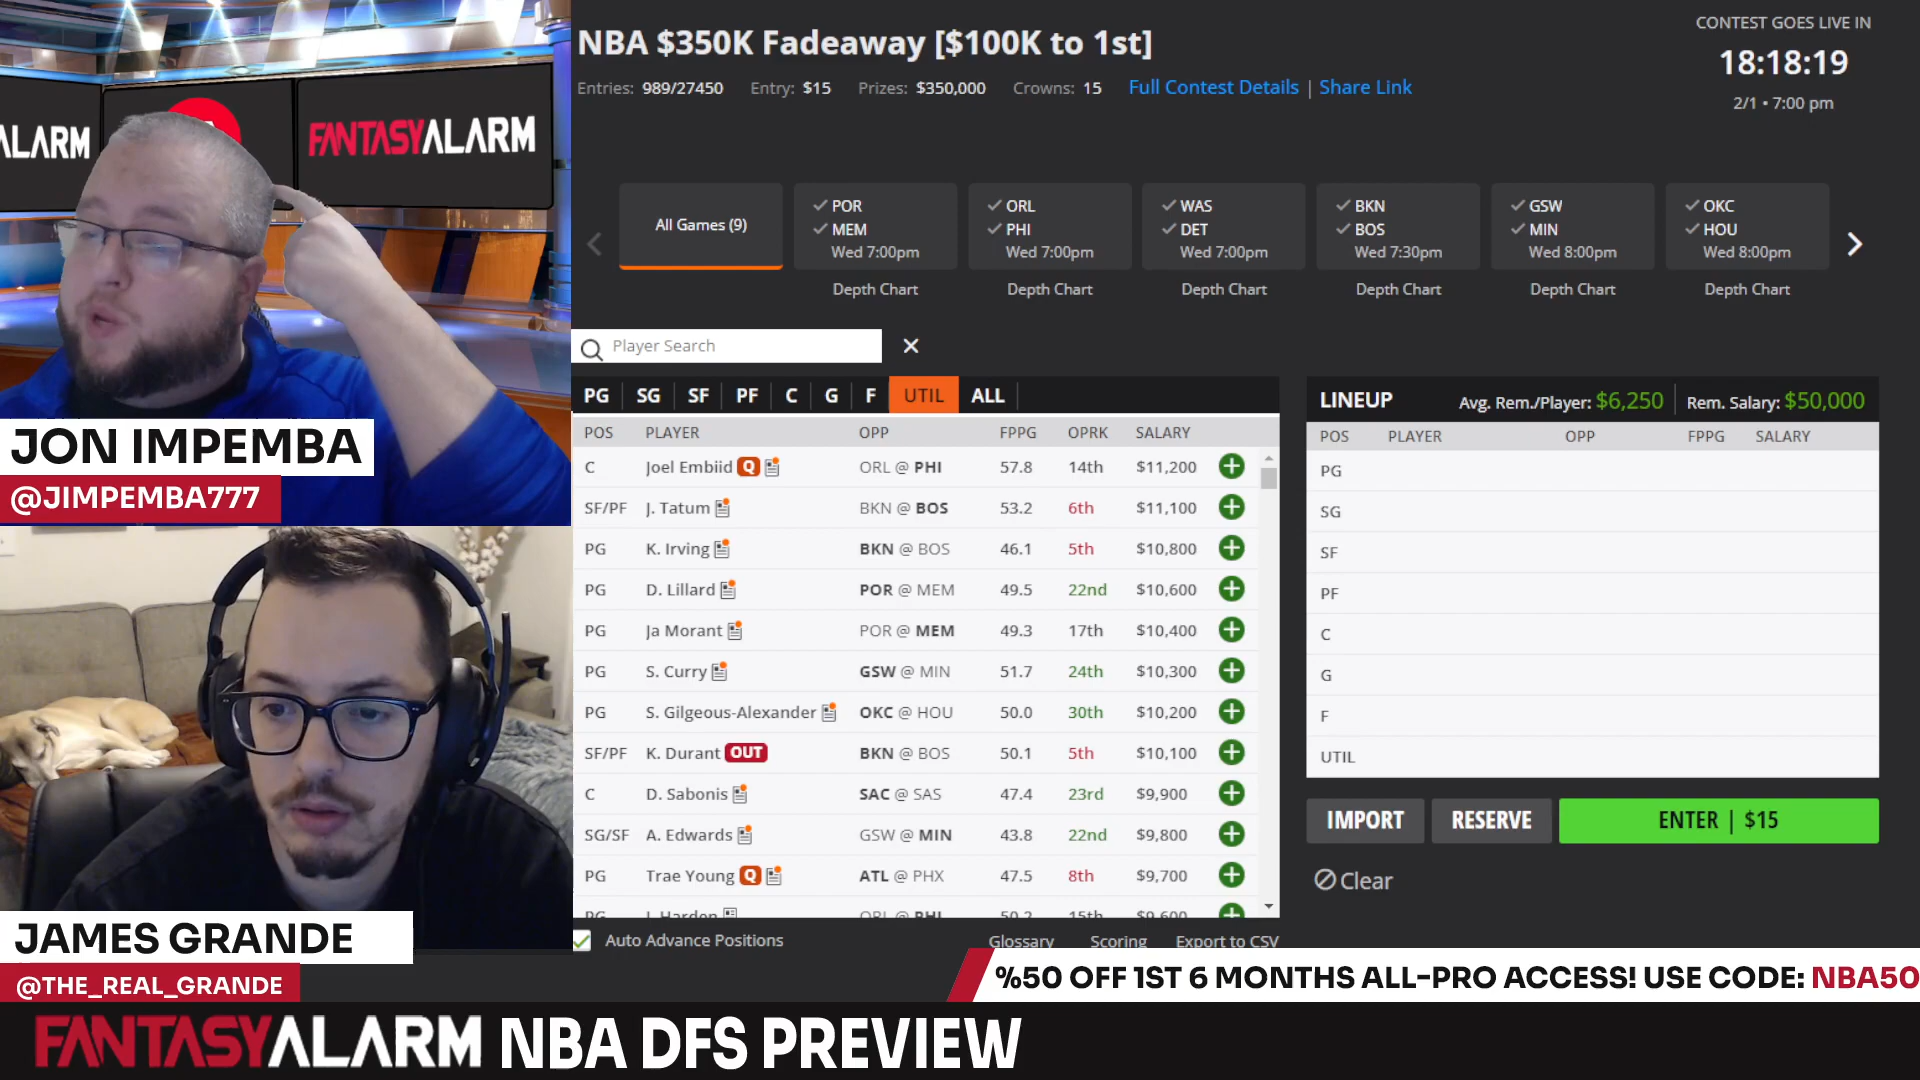 ALARM
FANTASYALARM
JON IMPEMBA
@JIMPEMBA777
JAMES GRANDE
@THE_REAL_GRANDE
NBA $350K Fadeaway [$100K to 1st]
Entries: 989/27450 Entry: $15 Prizes: $350,000 Crowns: 15 Full Contest Details | Share Link
CONTEST GOES LIVE IN
18:18:19
2/1 • 7:00 pm
All Games (9)
POR
MEM
Wed 7:00pm
Depth Chart
ORL
PHI
Wed 7:00pm
Depth Chart
WAS
DET
Wed 7:00pm
Depth Chart
BKN
BOS
Wed 7:30pm
Depth Chart
GSW
MIN
Wed 8:00pm
Depth Chart
OKC
HOU
Wed 8:00pm
Depth Chart
Player Search
PG SG SF PF C G F UTIL ALL
POS PLAYER OPP FPPG OPRK SALARY
C Joel Embiid Q ORL @ PHI 57.8 14th $11,200
SF/PF J. Tatum BKN @ BOS 53.2 6th $11,100
PG K. Irving BKN @ BOS 46.1 5th $10,800
PG D. Lillard POR @ MEM 49.5 22nd $10,600
PG Ja Morant POR @ MEM 49.3 17th $10,400
PG S. Curry GSW @ MIN 51.7 24th $10,300
PG S. Gilgeous-Alexander OKC @ HOU 50.0 30th $10,200
SF/PF K. Durant OUT BKN @ BOS 50.1 5th $10,100
C D. Sabonis SAC @ SAS 47.4 23rd $9,900
SG/SF A. Edwards GSW @ MIN 43.8 22nd $9,800
PG Trae Young Q ATL @ PHX 47.5 8th $9,700
PG J. Harden ORL @ PHI 50.2 15th $9,600
Auto Advance Positions Glossary Scoring Export to CSV
LINEUP Avg. Rem./Player: $6,250 Rem. Salary: $50,000
POS PLAYER OPP FPPG SALARY
PG
SG
SF
PF
C
G
F
UTIL
IMPORT RESERVE ENTER | $15
Clear
%50 OFF 1ST 6 MONTHS ALL-PRO ACCESS! USE CODE: NBA50
FANTASYALARM NBA DFS PREVIEW